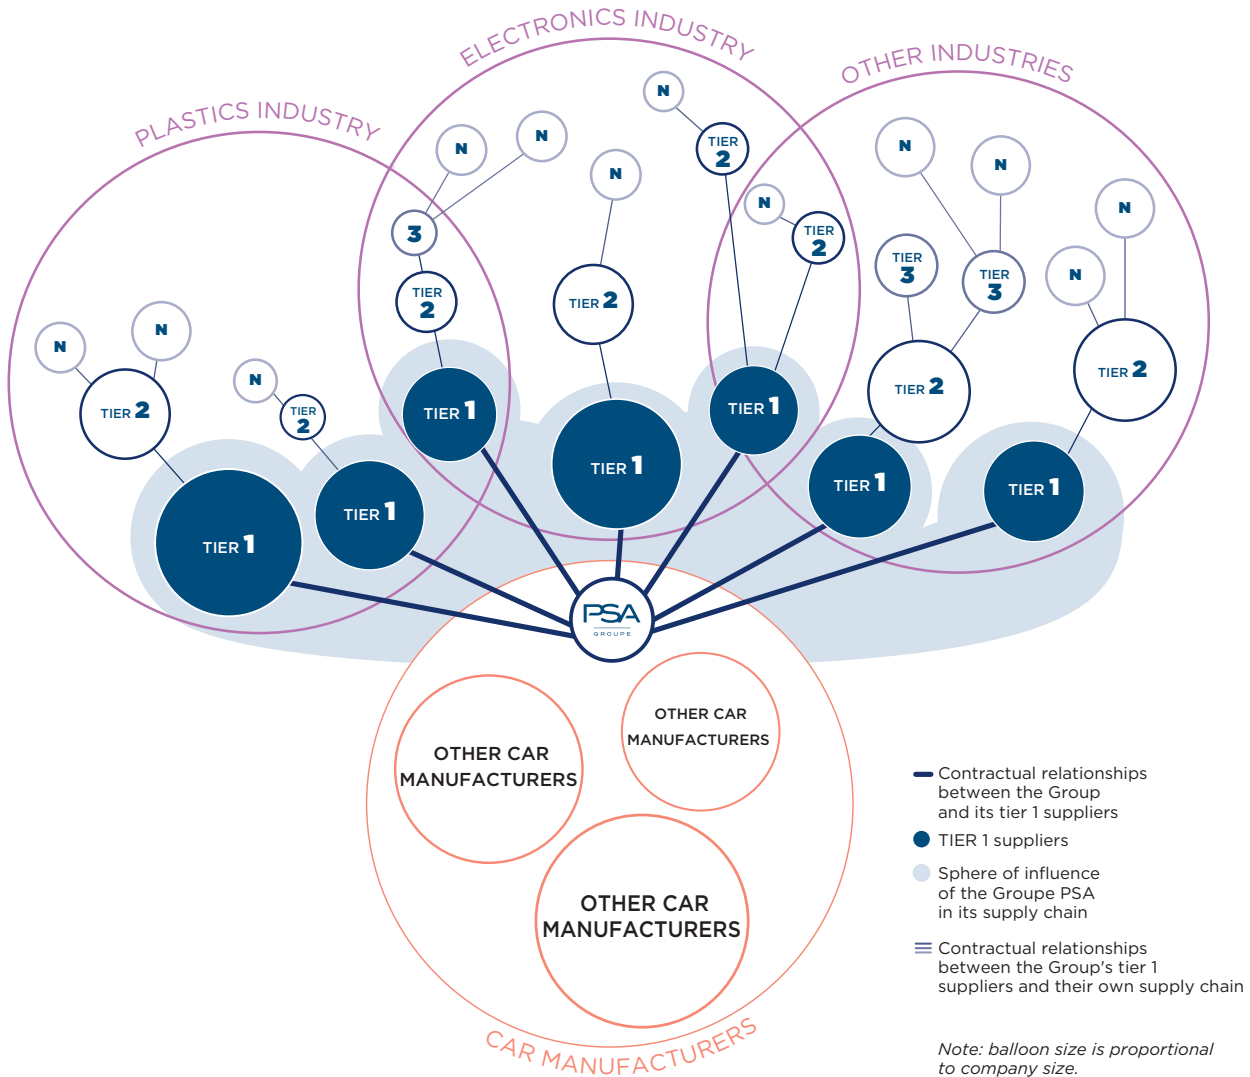 ELECTRONICS INDUSTRY
OTHER INDUSTRIES
PLASTICS INDUSTRY
N
N
N
N
TIER
2
N
N
N
N
N
TIER
2
3
TIER
3
TIER
3
N
TIER
2
TIER 2
N
N
N
TIER 2
TIER 2
N
TIER 2
TIER
2
TIER 1
TIER 1
TIER 1
TIER 1
TIER 1
TIER 1
TIER 1
PSA
GROUPE
OTHER CAR
MANUFACTURERS
OTHER CAR
MANUFACTURERS
OTHER CAR
MANUFACTURERS
CAR MANUFACTURERS
Contractual relationships
between the Group
and its tier 1 suppliers
TIER 1 suppliers
Sphere of influence
of the Groupe PSA
in its supply chain
Contractual relationships
between the Group's tier 1
suppliers and their own supply chain
Note: balloon size is proportional
to company size.